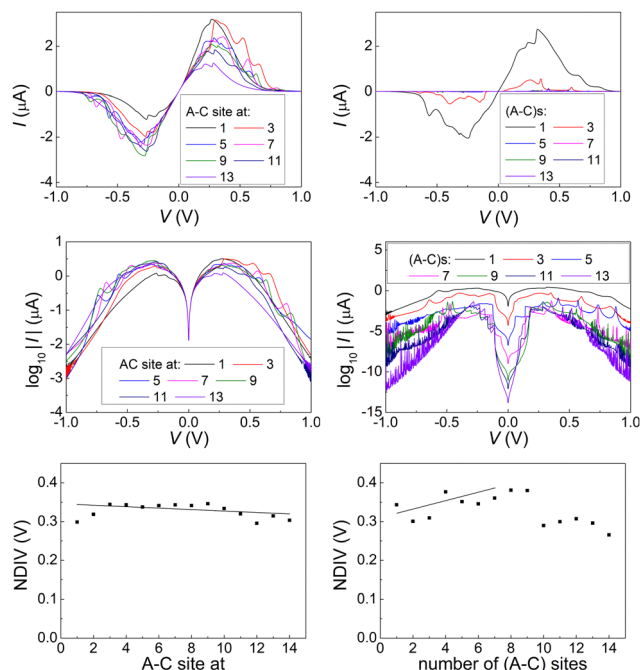 2
0
-2
-4
I (μA)
A-C site at:
1 3
5 7
9 11
13
-1.0 -0.5 0.0 0.5 1.0
V (V)
2
0
-2
-4
I (μA)
(A-C)s:
1 3
5 7
9 11
13
-1.0 -0.5 0.0 0.5 1.0
V (V)
1
0
-1
-2
-3
-4
log10 |I| (μA)
AC site at: 1 3
5 7 9
11 13
-1.0 -0.5 0.0 0.5 1.0
V (V)
5
0
-5
-10
-15
log10 |I| (μA)
(A-C)s: 1 3 5
7 9 11 13
-1.0 -0.5 0.0 0.5 1.0
V (V)
0.4
0.3
0.2
0.1
0.0
NDIV (V)
0 2 4 6 8 10 12 14
A-C site at
0.4
0.3
0.2
0.1
0.0
NDIV (V)
0 2 4 6 8 10 12 14
number of (A-C) sites